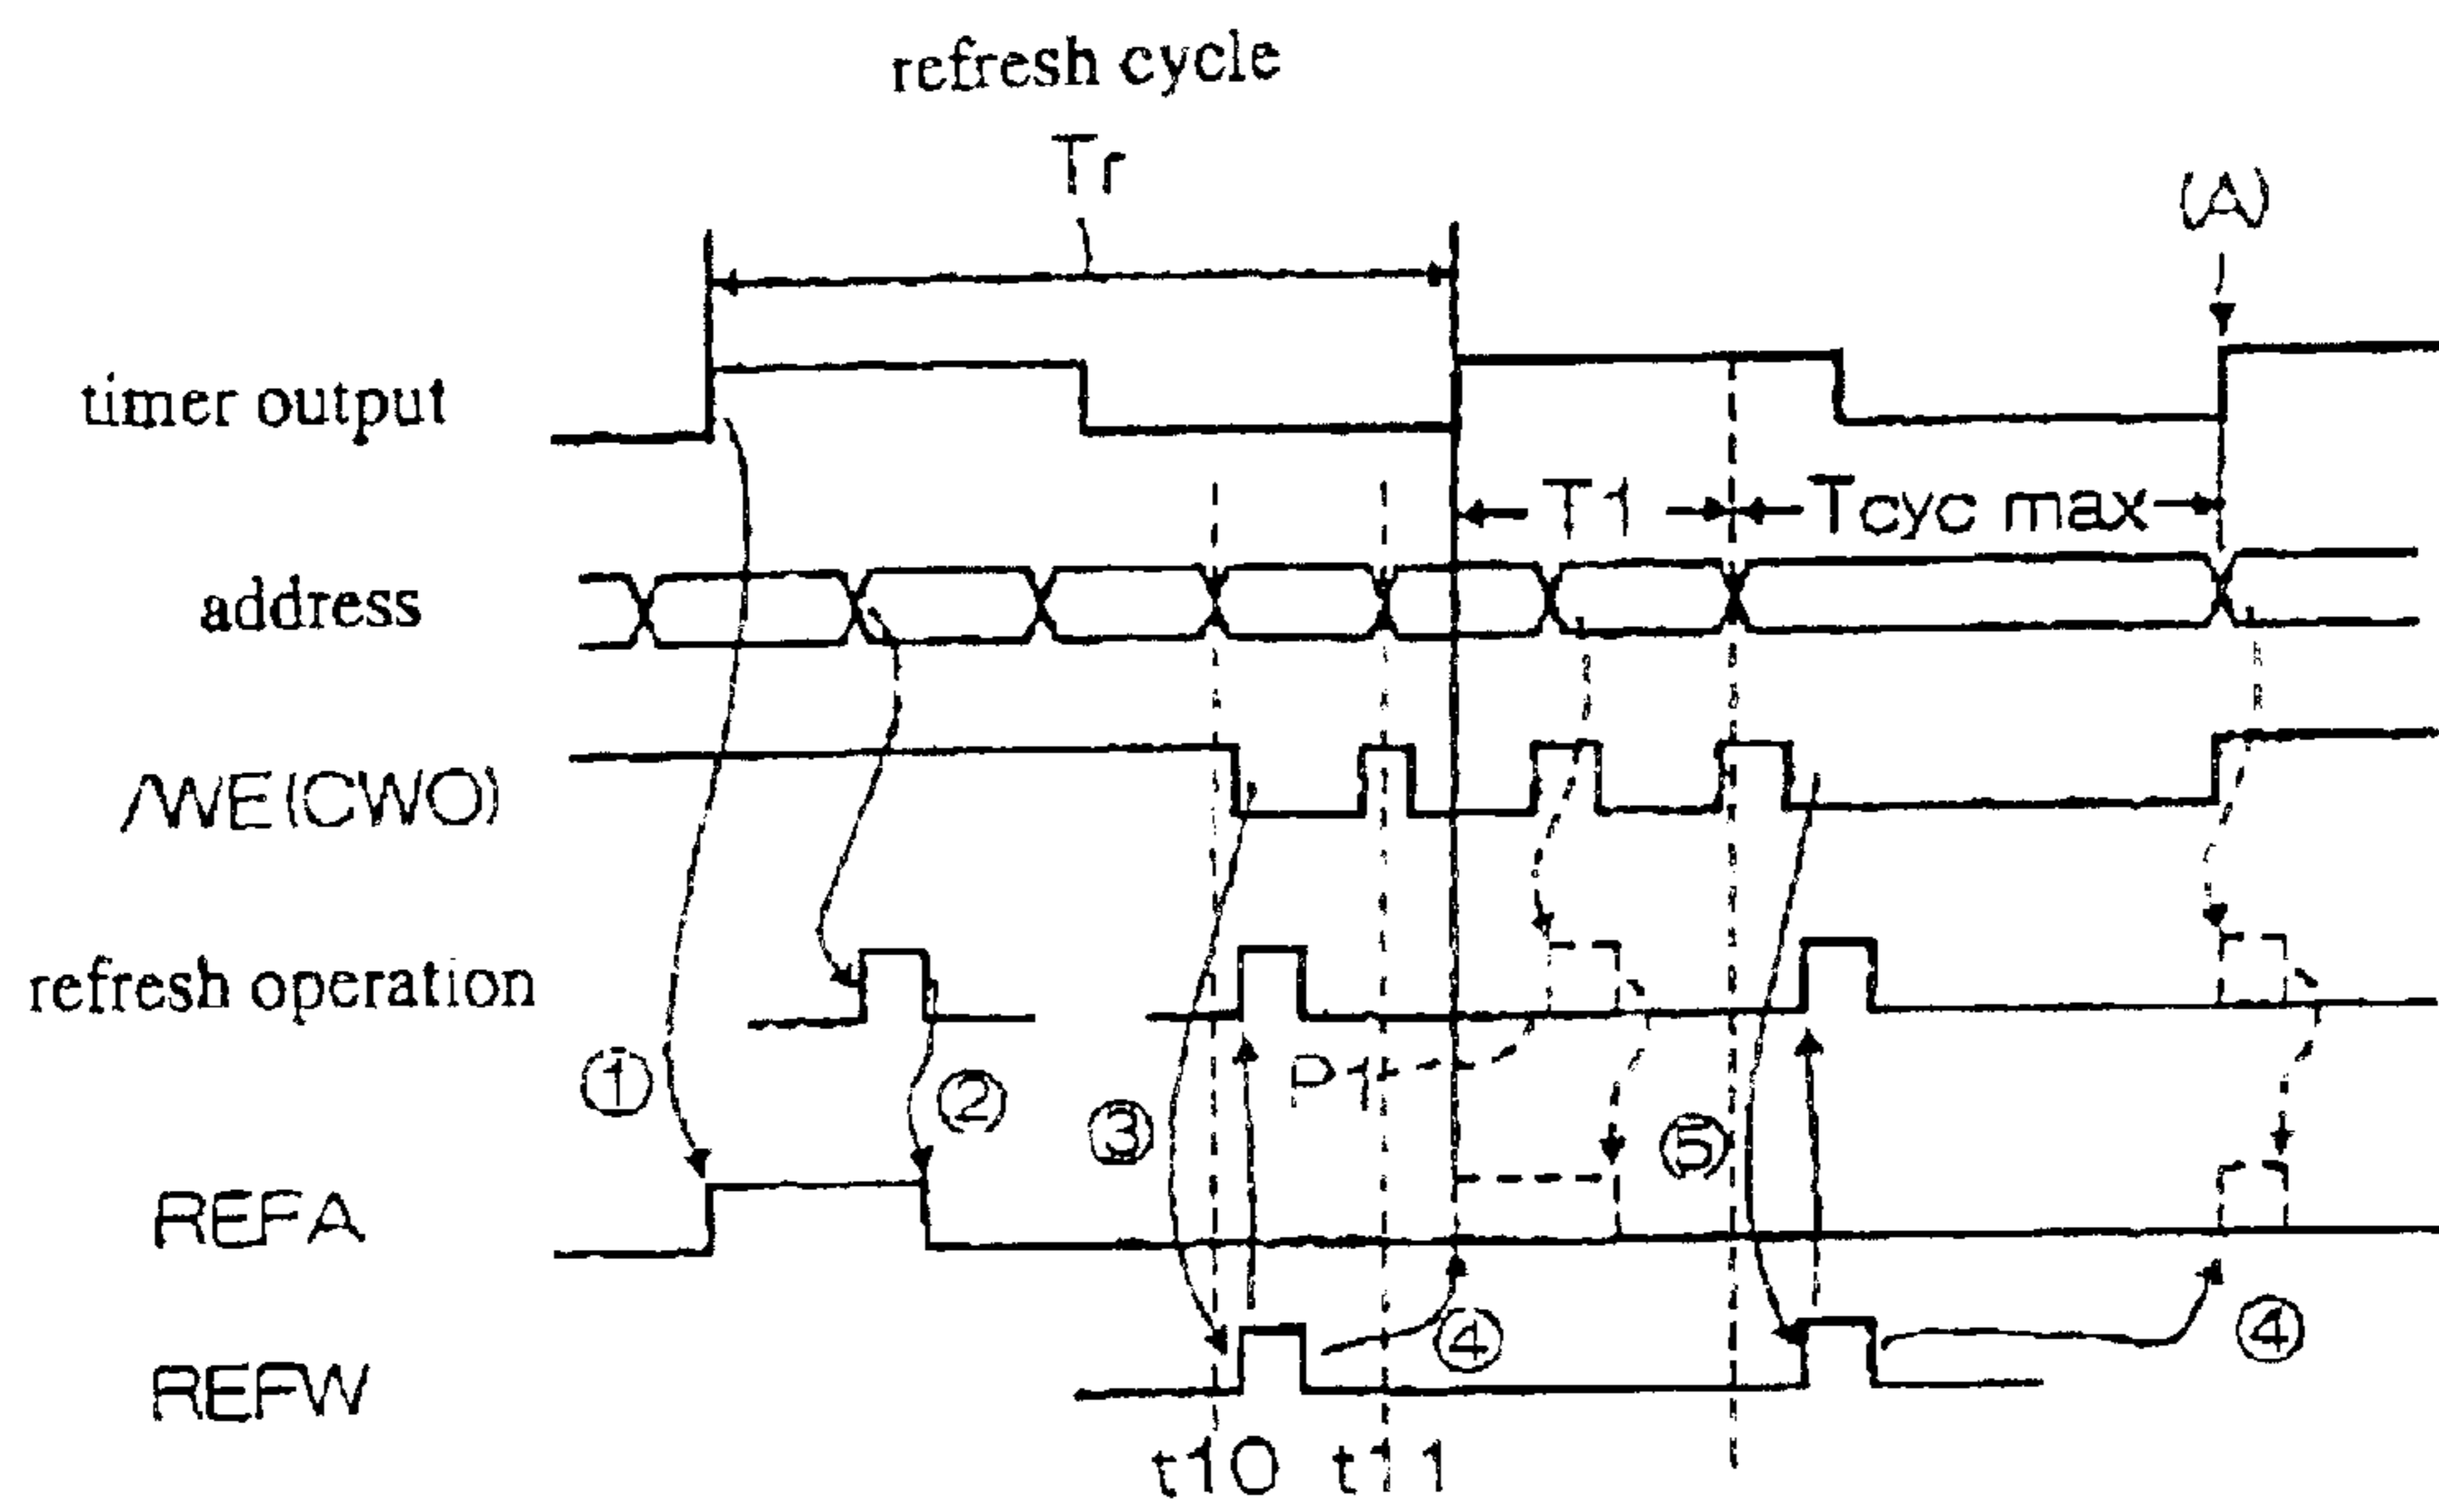 refresh cycle
Tr
(A)
timer output
T1
Tcyc max
address
/WE(CWO)
refresh operation
①
②
③
P1
⑤
REFA
④
④
REFW
t10
t11